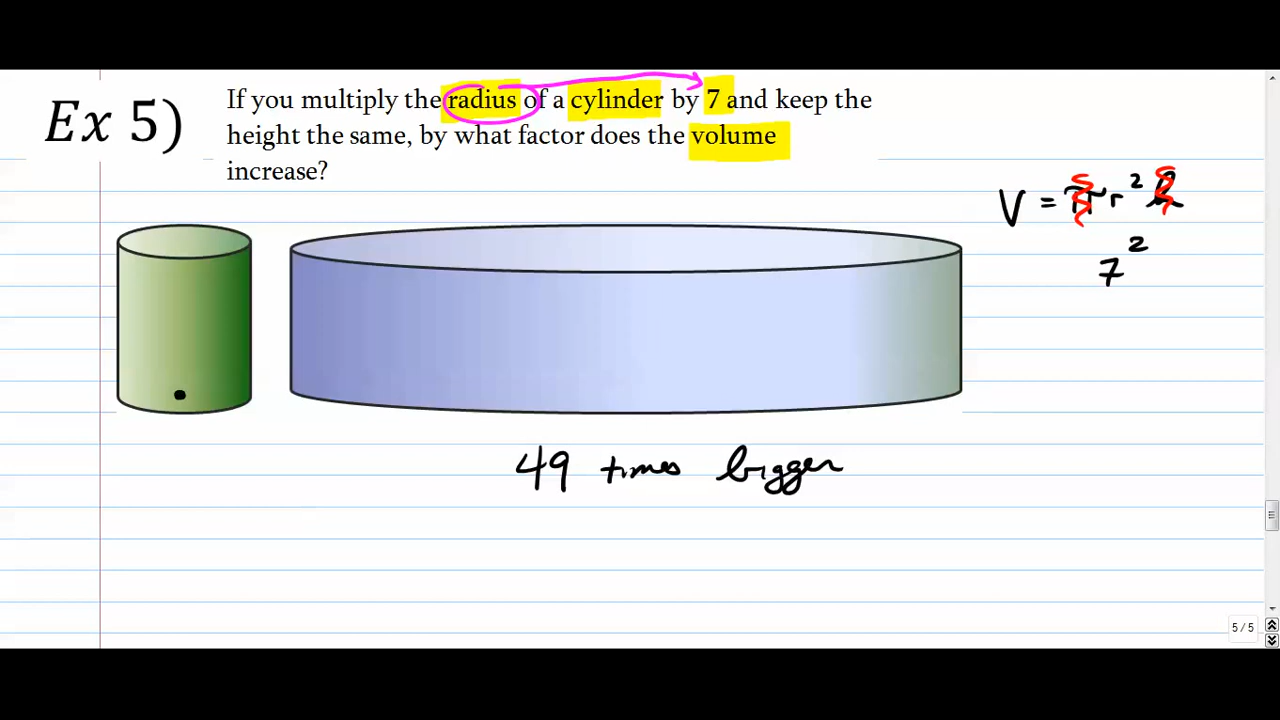 Ex 5)
If you multiply the radius of a cylinder by 7 and keep the
height the same, by what factor does the volume
increase?
V = πr²h
7²
49 times bigger
5 / 5